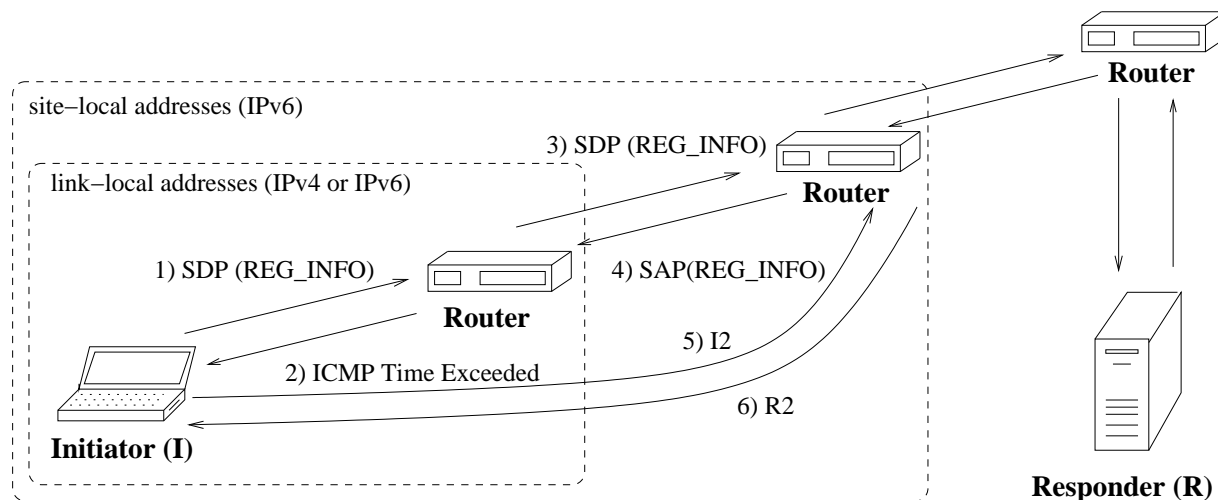 Router
site−local addresses (IPv6)
3) SDP (REG_INFO)
link−local addresses (IPv4 or IPv6)
Router
1) SDP (REG_INFO)
4) SAP(REG_INFO)
Router
5) I2
2) ICMP Time Exceeded
6) R2
Initiator (I)
Responder (R)